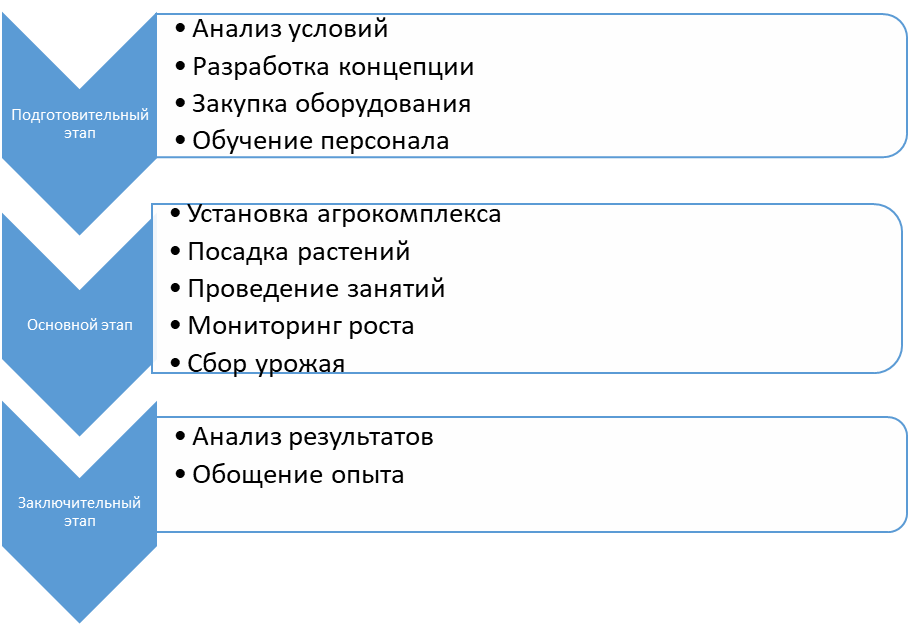 Подготовительный
этап
• Анализ условий
• Разработка концепции
• Закупка оборудования
• Обучение персонала
Основной этап
• Установка агрокомплекса
• Посадка растений
• Проведение занятий
• Мониторинг роста
• Сбор урожая
Заключительный
этап
• Анализ результатов
• Обощение опыта